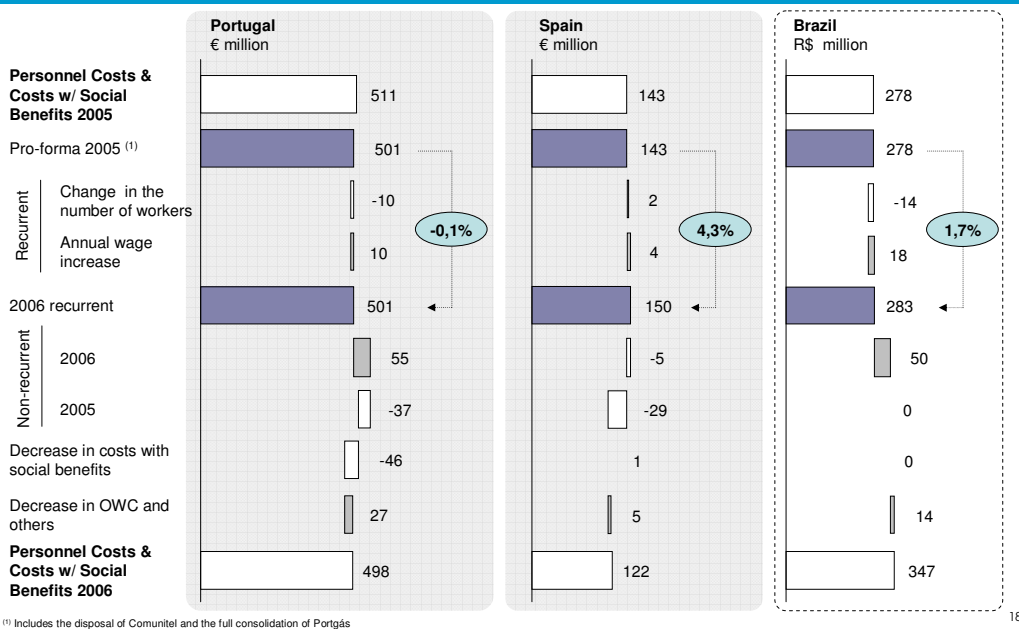 Portugal
€ million
Spain
€ million
Brazil
R$ million
Personnel Costs &
Costs w/ Social
Benefits 2005
511
143
278
Pro-forma 2005 (1)
501
143
278
Recurrent
Change in the
number of workers
-10
2
-14
-0,1%
4,3%
1,7%
Annual wage
increase
10
4
18
2006 recurrent
501
150
283
Non-recurrent
2006
55
-5
50
2005
-37
-29
0
Decrease in costs with
social benefits
-46
1
0
Decrease in OWC and
others
27
5
14
Personnel Costs &
Costs w/ Social
Benefits 2006
498
122
347
(1) Includes the disposal of Comunitel and the full consolidation of Portgás
18